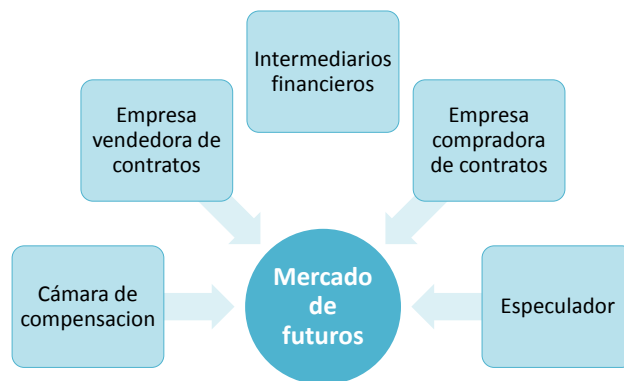 Intermediarios
financieros
Empresa
vendedora de
contratos
Empresa
compradora
de contratos
Cámara de
compensacion
Mercado
de
futuros
Especulador